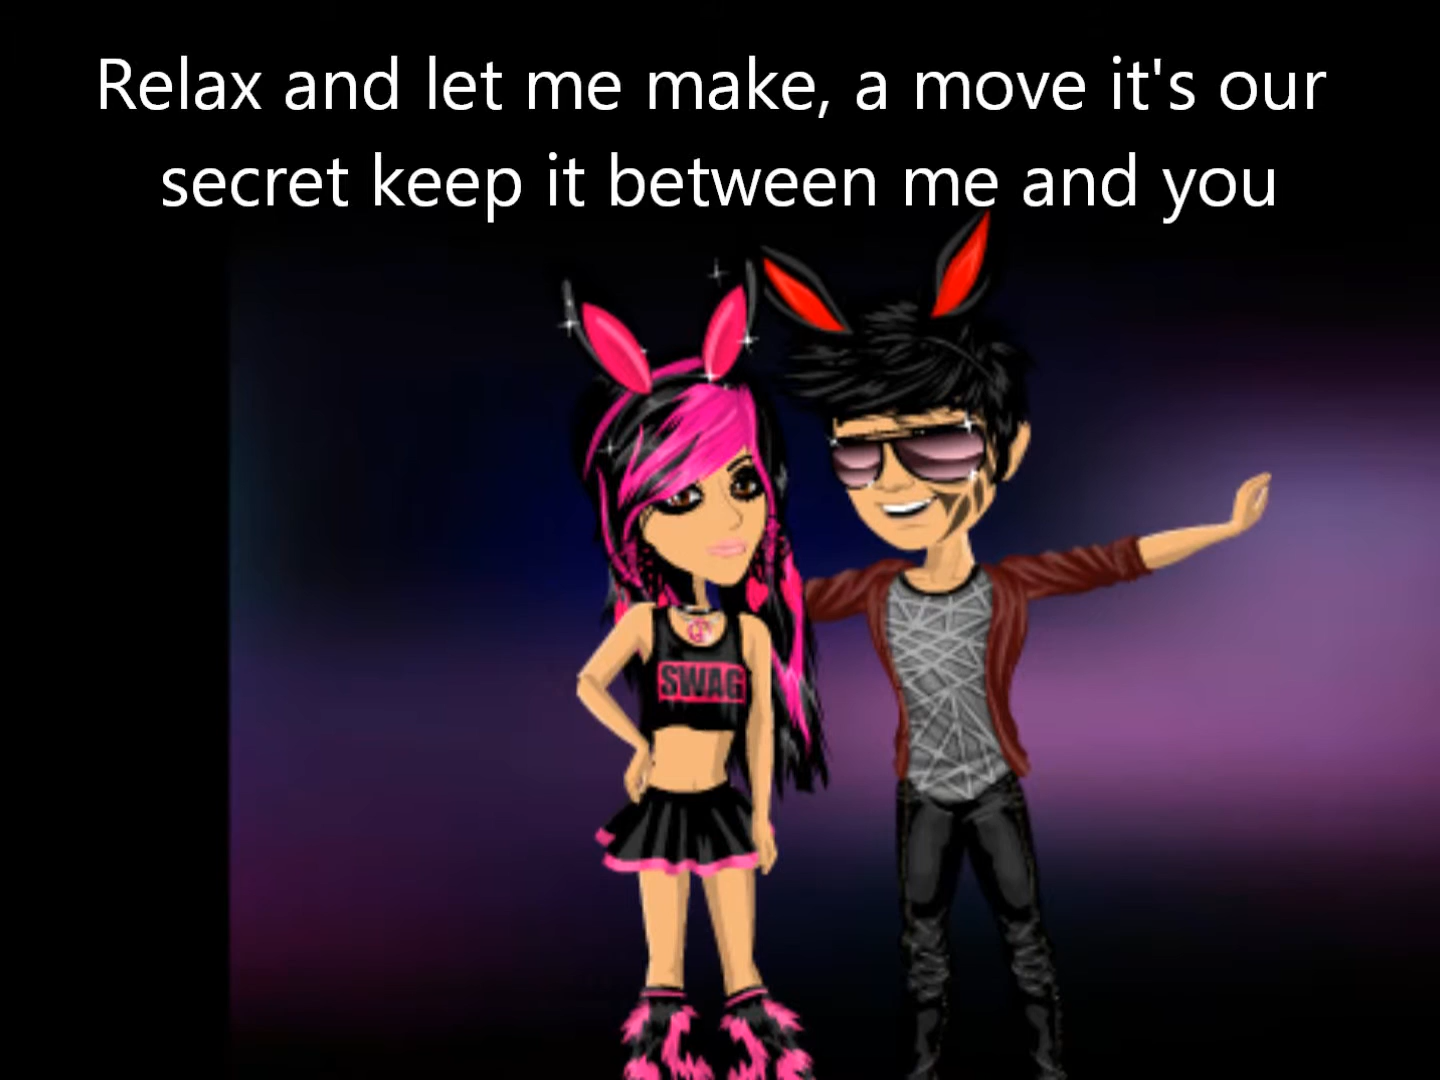 Relax and let me make, a move it's our
secret keep it between me and you
SWAG